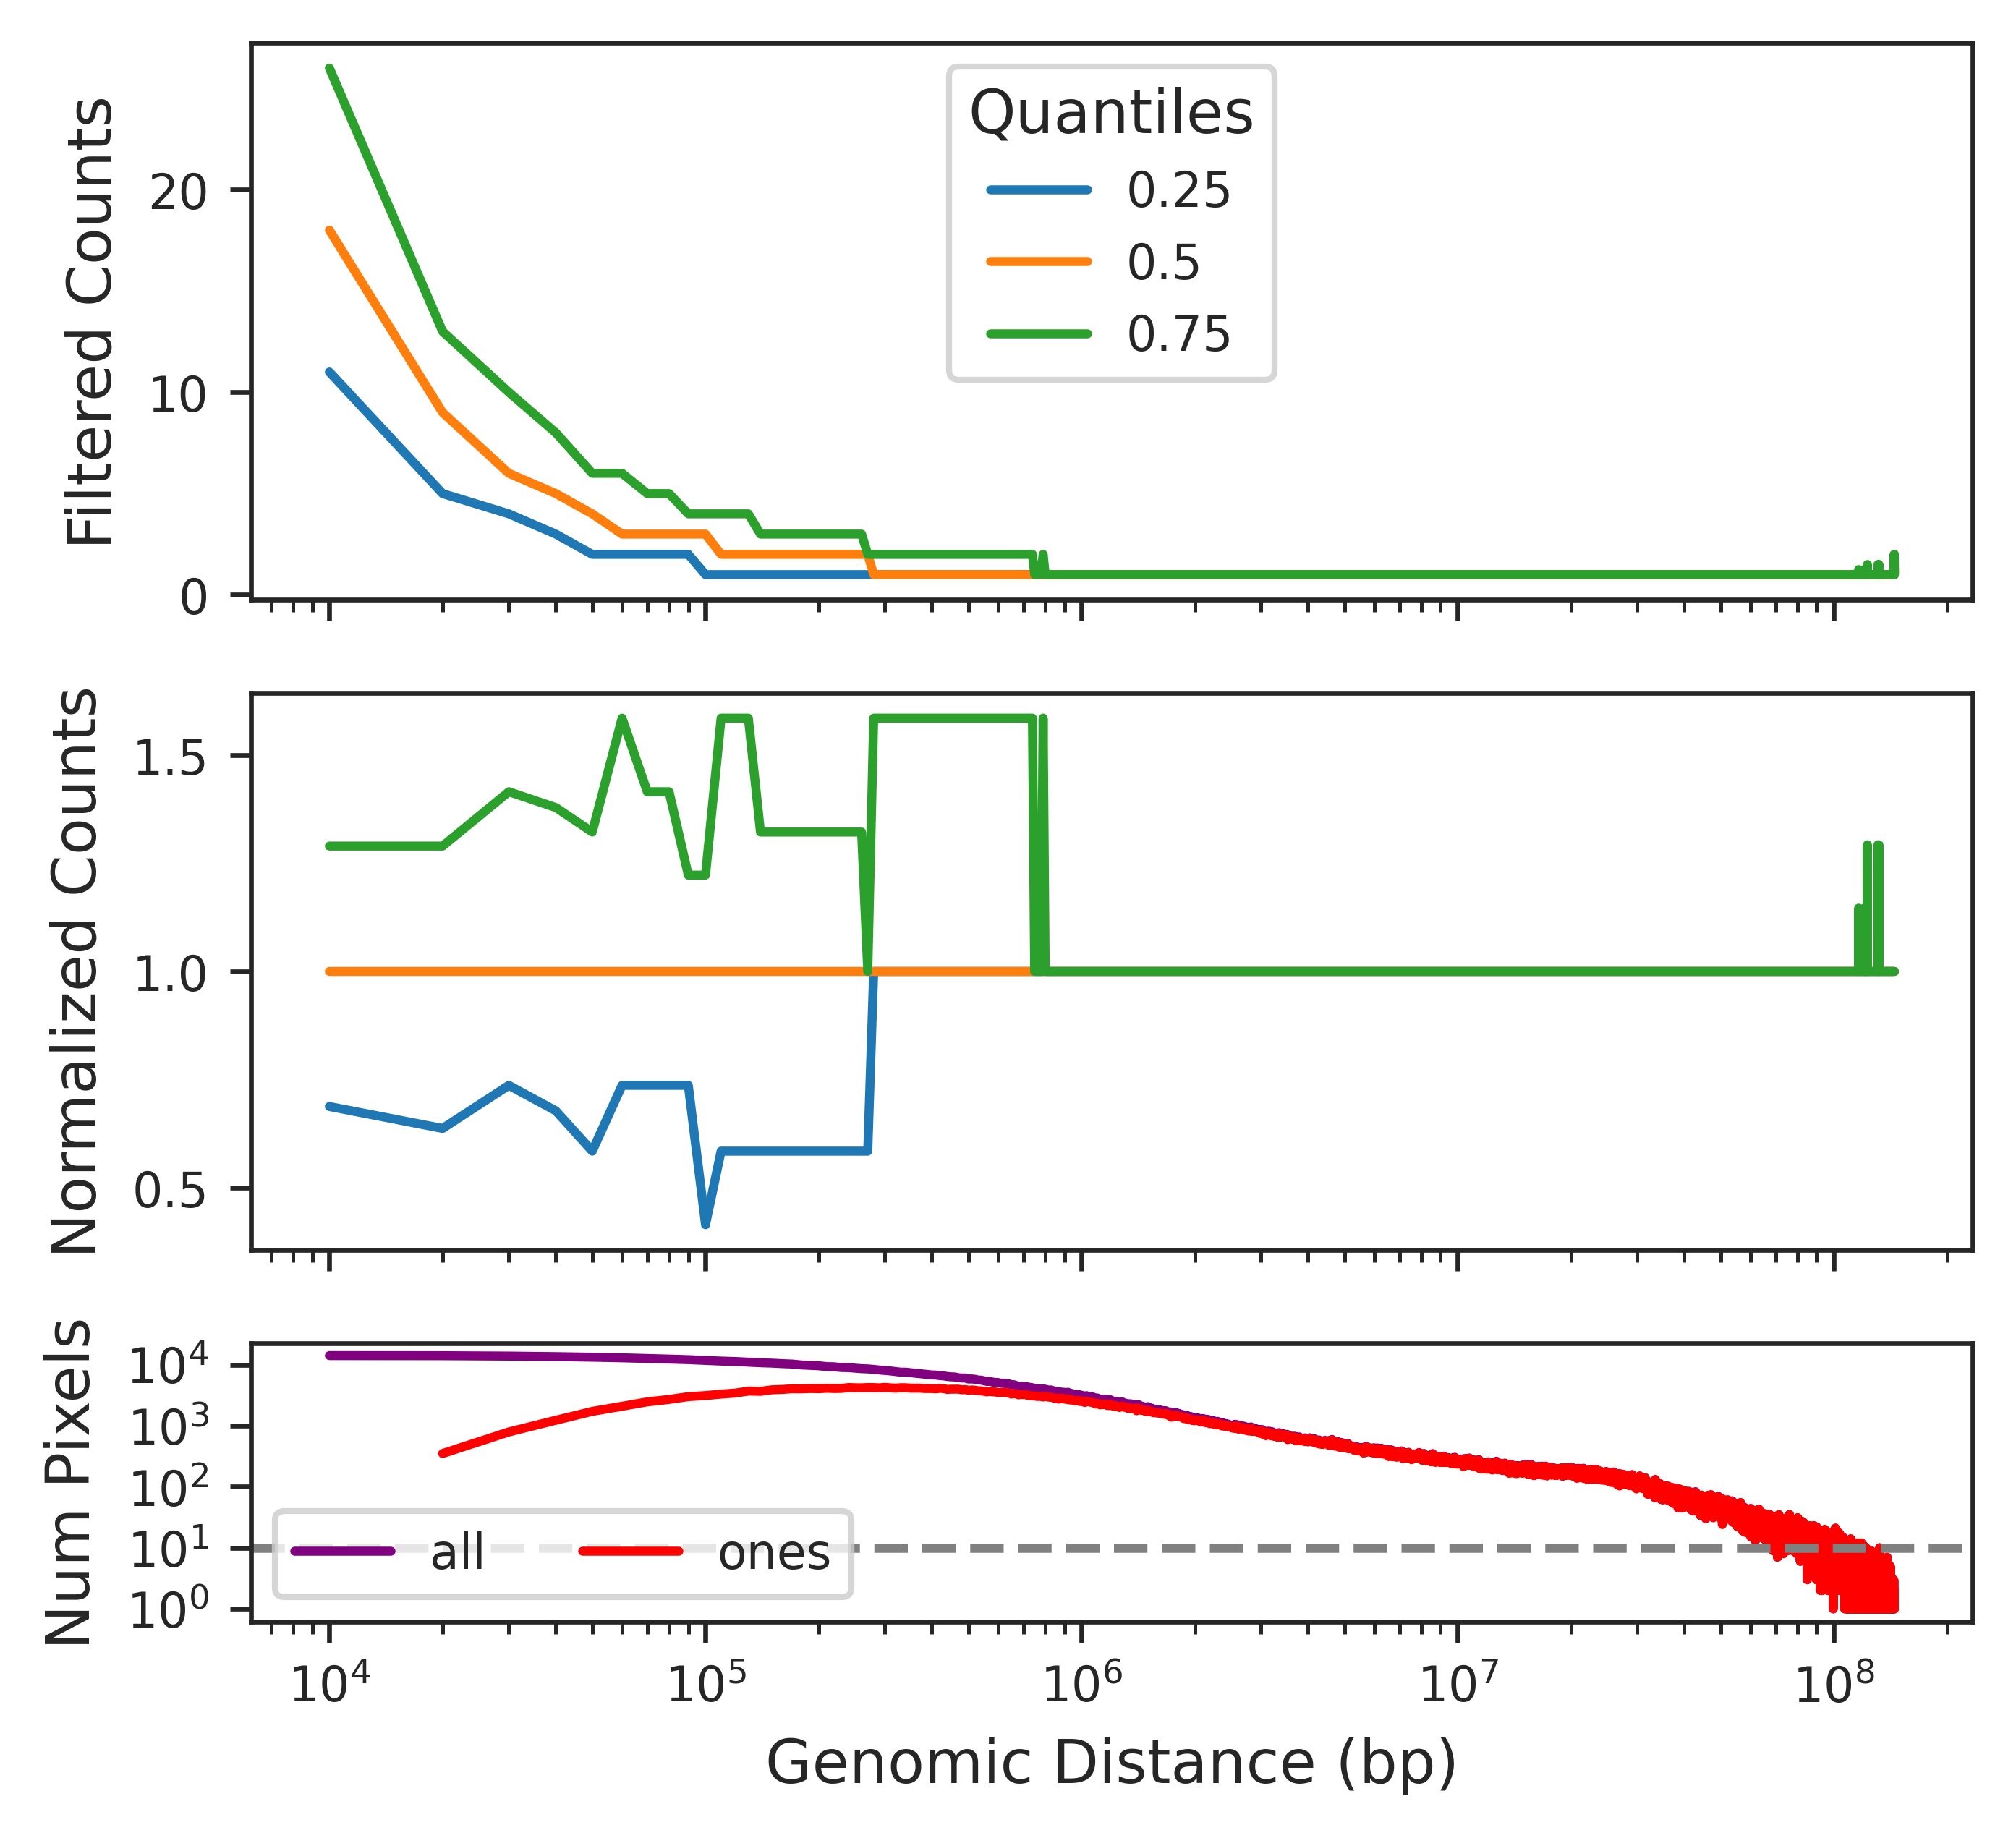 Filtered Counts
20
10
0
Quantiles
0.25
0.5
0.75
Normalized Counts
1.5
1.0
0.5
Num Pixels
10⁴
10³
10²
10¹
10⁰
all ones
10⁴ 10⁵ 10⁶ 10⁷ 10⁸
Genomic Distance (bp)